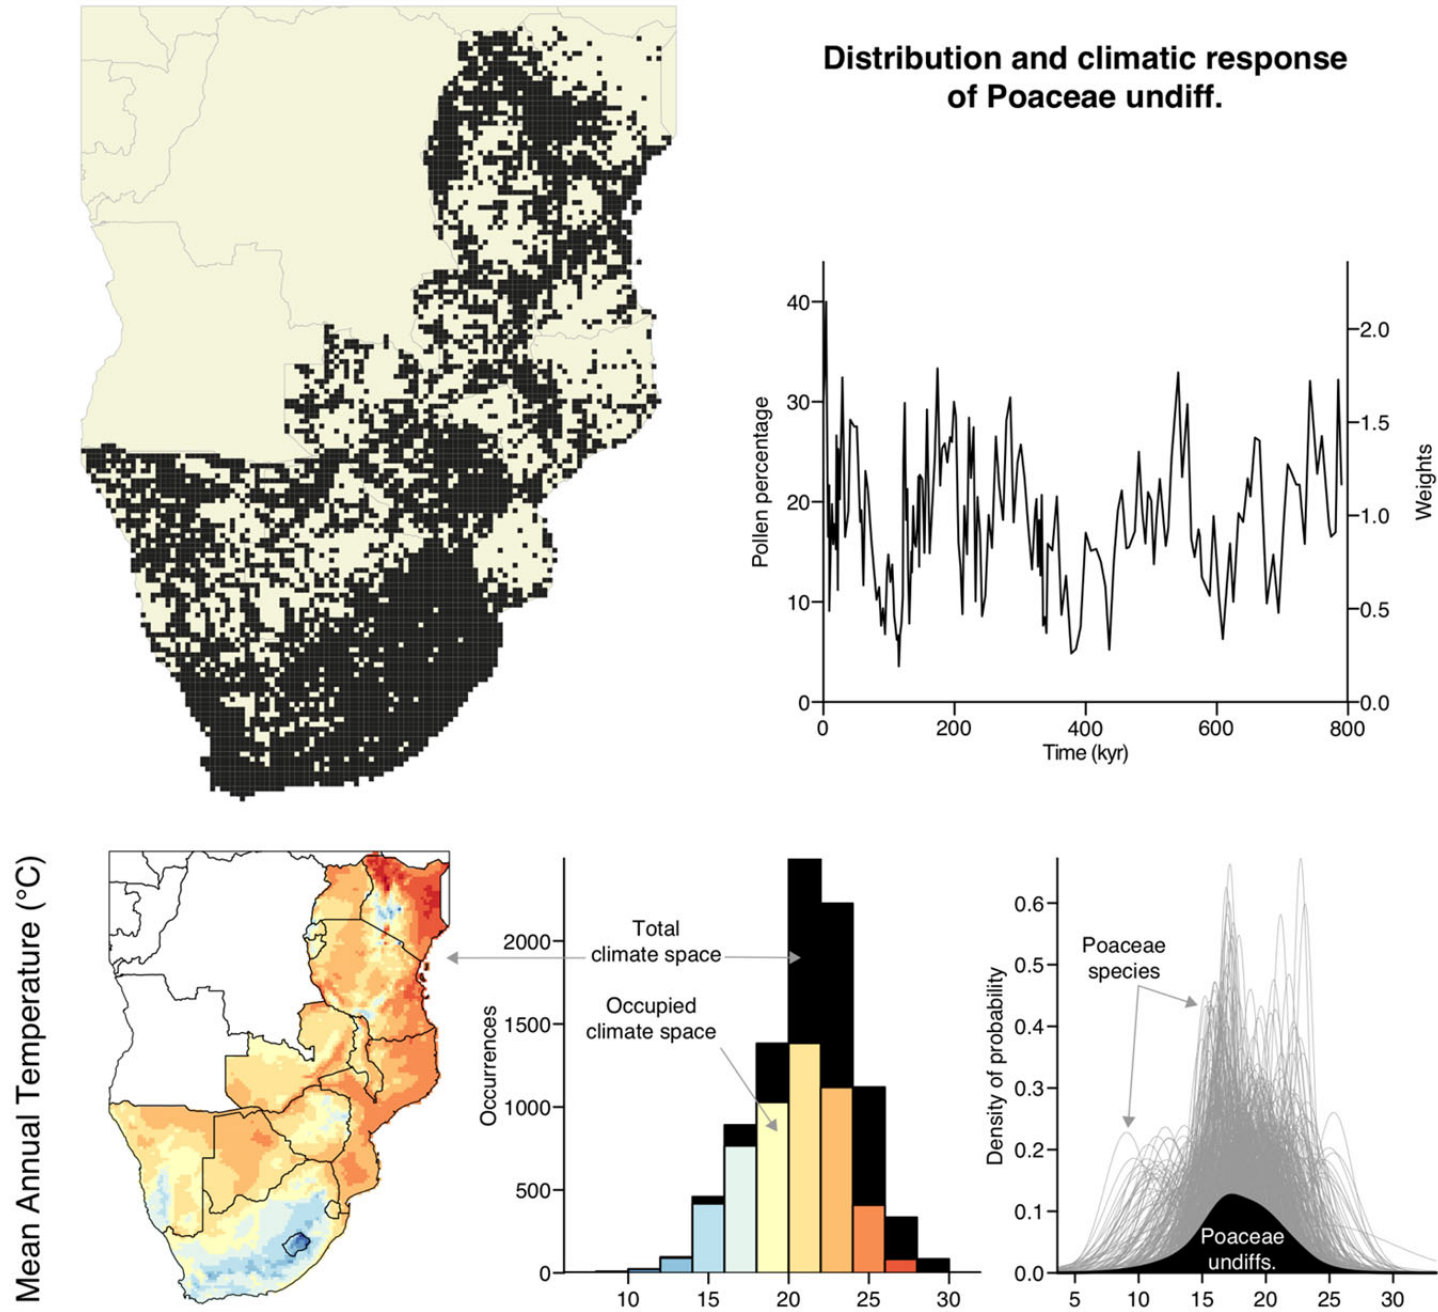 Distribution and climatic response
of Poaceae undiff.
40
30
20
10
0
Pollen percentage
2.0
1.5
1.0
0.5
0.0
Weights
0 200 400 600 800
Time (kyr)
Mean Annual Temperature (°C)
Total
climate space
Occupied
climate space
Occurrences
2000
1500
1000
500
0
10 15 20 25 30
Density of probability
0.6
0.5
0.4
0.3
0.2
0.1
0.0
Poaceae
species
Poaceae
undiffs.
5 10 15 20 25 30